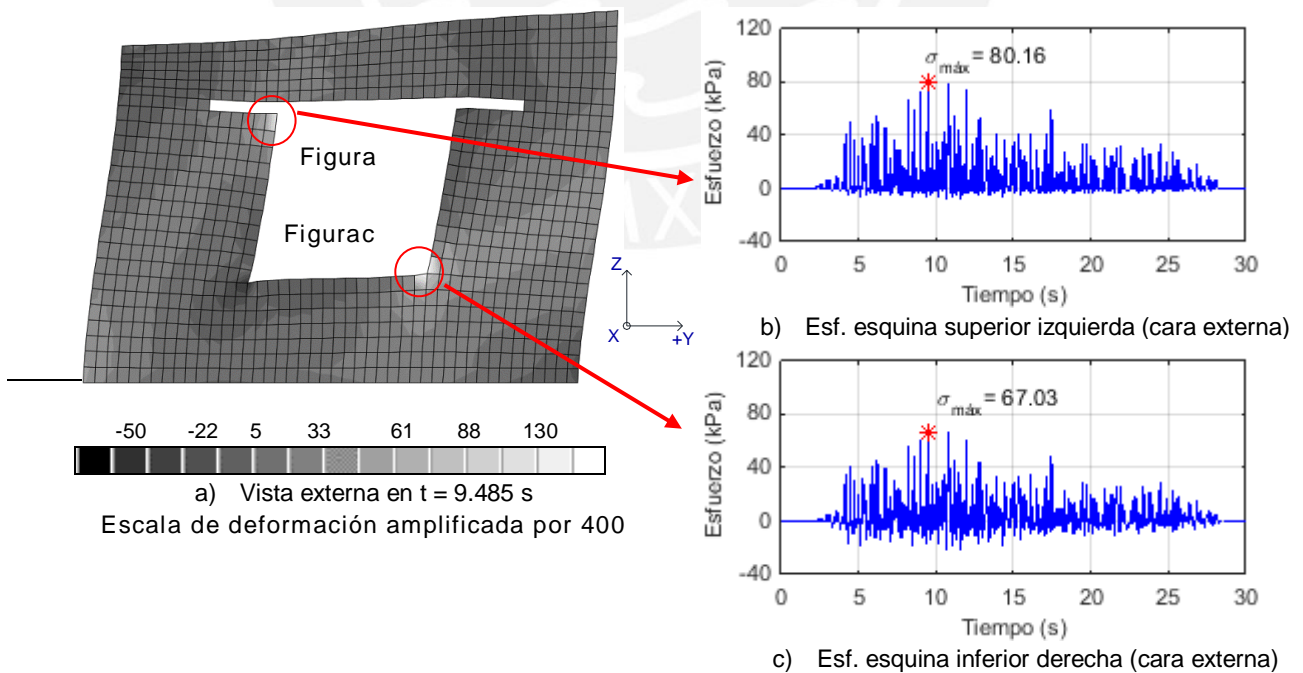 Figura
Figurac
Z
X
+Y
-50 -22 5 33 61 88 130
a) Vista externa en t = 9.485 s
Escala de deformación amplificada por 400
120
80
40
0
-40
Esfuerzo (kPa)
σmáx = 80.16
0 5 10 15 20 25 30
Tiempo (s)
b) Esf. esquina superior izquierda (cara externa)
120
80
40
0
-40
Esfuerzo (kPa)
σmáx = 67.03
0 5 10 15 20 25 30
Tiempo (s)
c) Esf. esquina inferior derecha (cara externa)